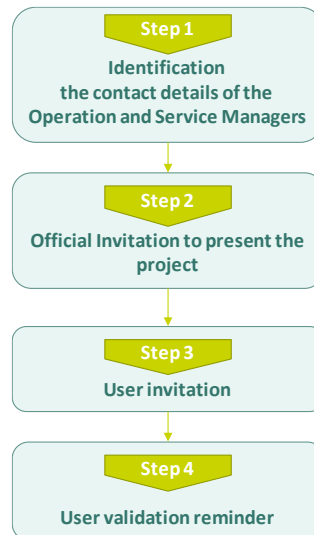 Step 1
Identification
the contact details of the
Operation and Service Managers
Step 2
Official Invitation to present the
project
Step 3
User invitation
Step 4
User validation reminder